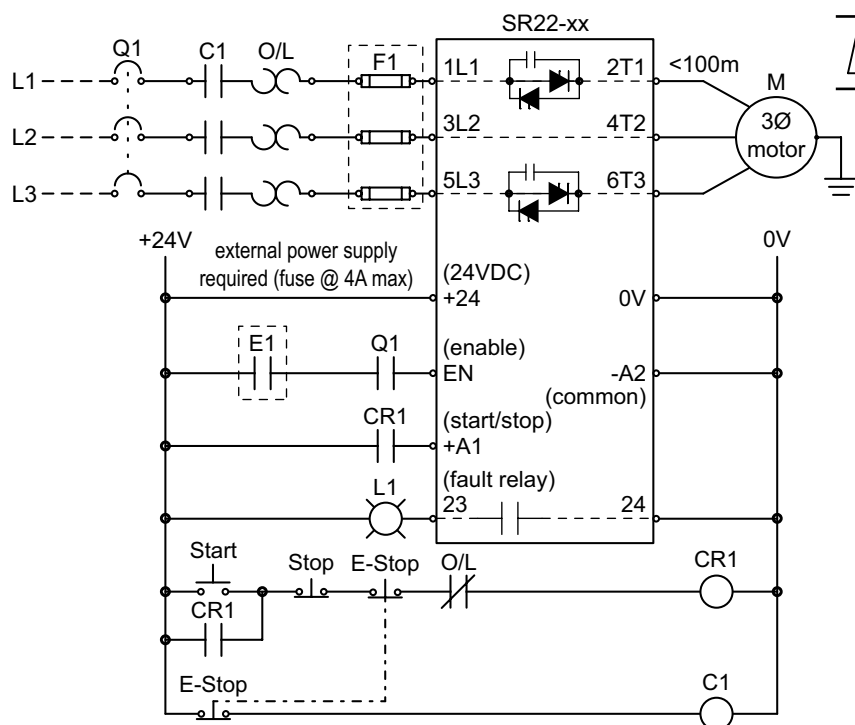 SR22-xx
Q1 C1 O/L F1
L1 1L1 2T1 <100m M
L2 3L2 4T2 3Ø motor
L3 5L3 6T3
+24V 0V
external power supply
required (fuse @ 4A max)
(24VDC)
+24 0V
E1 Q1 (enable)
EN -A2
(common)
CR1 (start/stop)
+A1
L1 (fault relay)
23 24
Start Stop E-Stop O/L CR1
CR1
E-Stop C1